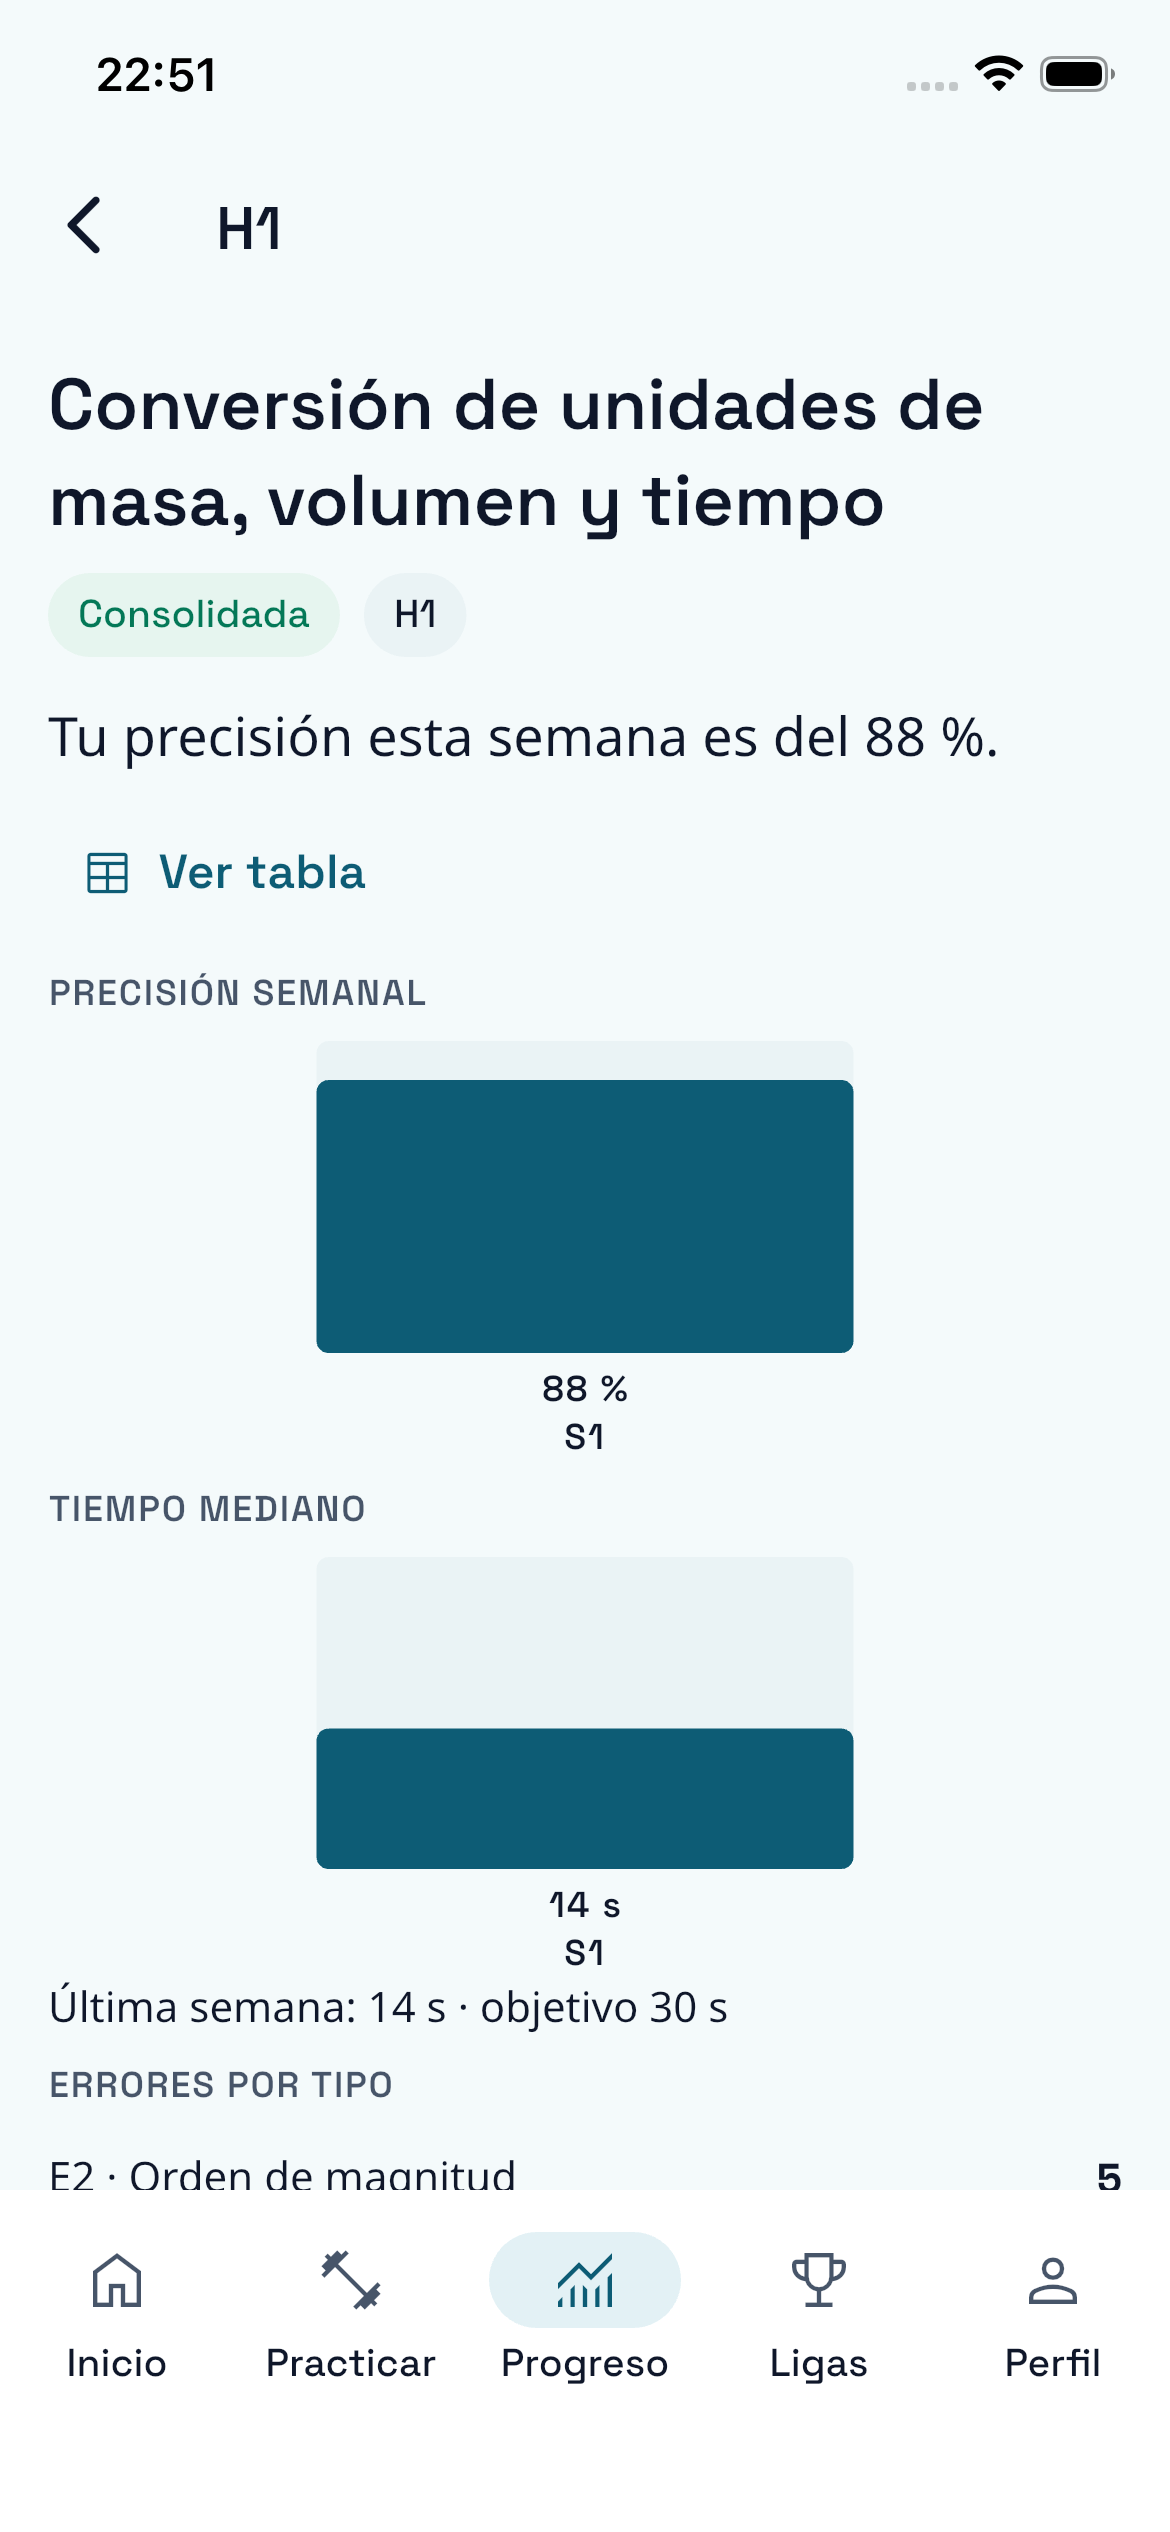 22:51
H1
Conversión de unidades de
masa, volumen y tiempo
Consolidada
H1
Tu precisión esta semana es del 88 %.
Ver tabla
PRECISIÓN SEMANAL
88 %
S1
TIEMPO MEDIANO
14 s
S1
Última semana: 14 s · objetivo 30 s
ERRORES POR TIPO
E2 · Orden de magnitud 5
Inicio Practicar Progreso Ligas Perfil